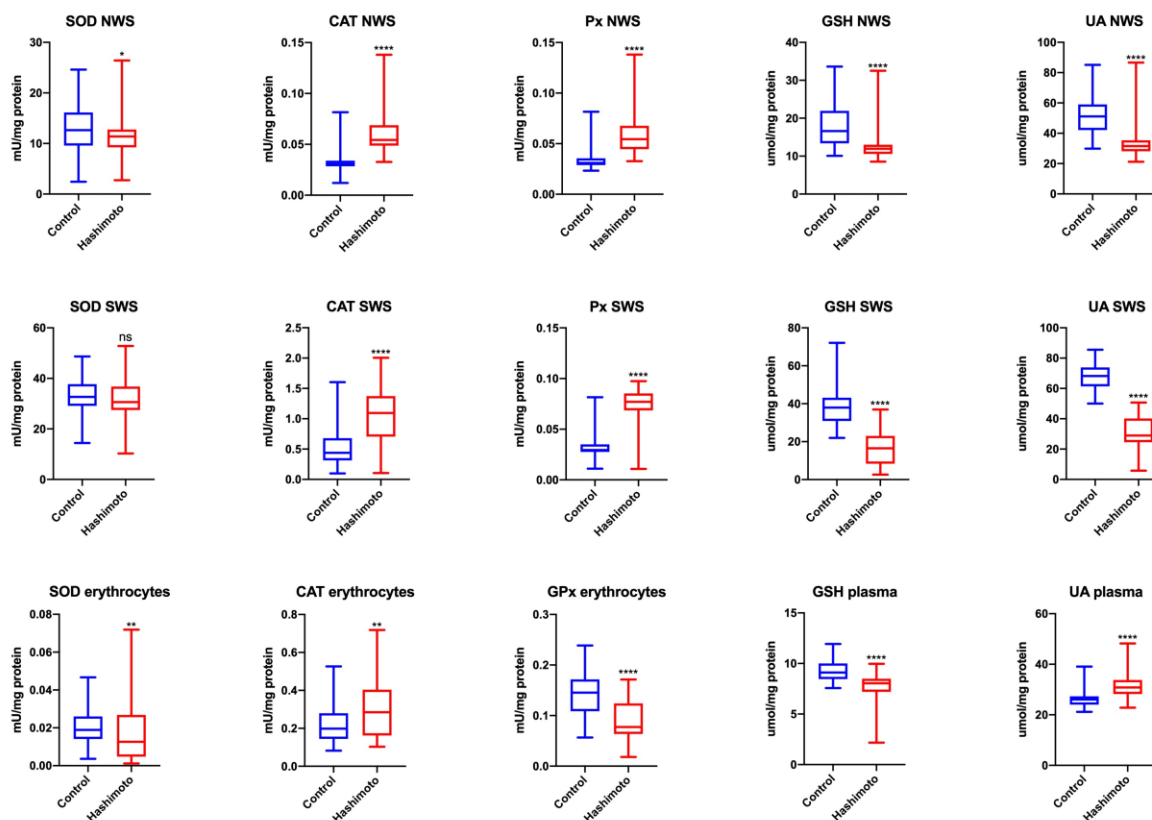 SOD NWS
mU/mg protein
30
20
10
0
*
Control
Hashimoto
CAT NWS
mU/mg protein
0.15
0.10
0.05
0.00
****
Control
Hashimoto
Px NWS
mU/mg protein
0.15
0.10
0.05
0.00
****
Control
Hashimoto
GSH NWS
umol/mg protein
40
30
20
10
0
****
Control
Hashimoto
UA NWS
umol/mg protein
100
80
60
40
20
0
****
Control
Hashimoto
SOD SWS
mU/mg protein
60
40
20
0
ns
Control
Hashimoto
CAT SWS
mU/mg protein
2.5
2.0
1.5
1.0
0.5
0.0
****
Control
Hashimoto
Px SWS
mU/mg protein
0.15
0.10
0.05
0.00
****
Control
Hashimoto
GSH SWS
umol/mg protein
80
60
40
20
0
****
Control
Hashimoto
UA SWS
umol/mg protein
100
80
60
40
20
0
****
Control
Hashimoto
SOD erythrocytes
mU/mg protein
0.08
0.06
0.04
0.02
0.00
**
Control
Hashimoto
CAT erythrocytes
mU/mg protein
0.8
0.6
0.4
0.2
0.0
**
Control
Hashimoto
GPx erythrocytes
mU/mg protein
0.3
0.2
0.1
0.0
****
Control
Hashimoto
GSH plasma
umol/mg protein
15
10
5
0
****
Control
Hashimoto
UA plasma
umol/mg protein
60
40
20
0
****
Control
Hashimoto